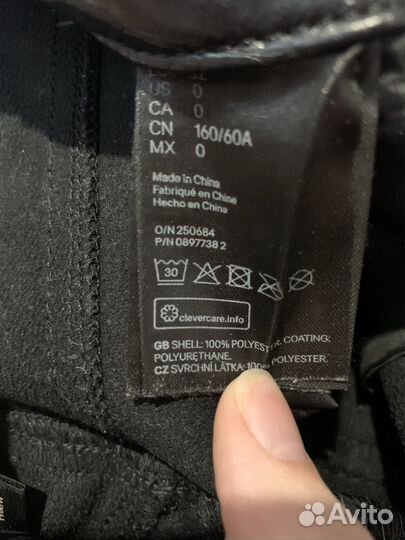 US 0
CA 0
CN 160/60A
MX 0
Made in China
Fabriqué en Chine
Hecho en China
O/N 250684
P/N 0897738 2
30
clevercare.info
GB SHELL: 100% POLYESTER, COATING:
POLYURETHANE.
CZ SVRCHNÍ LÁTKA: 100% POLYESTER.
Avito